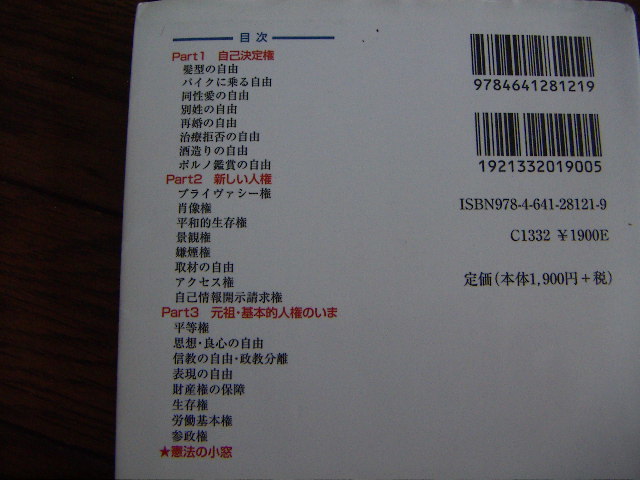 目次
Part1 自己決定権
髪型の自由
バイクに乗る自由
同性愛の自由
別姓の自由
再婚の自由
治療拒否の自由
酒造りの自由
ポルノ鑑賞の自由
Part2 新しい人権
プライヴァシー権
肖像権
平和的生存権
景観権
嫌煙権
取材の自由
アクセス権
自己情報開示請求権
Part3 元祖・基本的人権のいま
平等権
思想・良心の自由
信教の自由・政教分離
表現の自由
財産権の保障
生存権
労働基本権
参政権
★憲法の小窓
9784641281219
1921332019005
ISBN978-4-641-28121-9
C1332 ¥1900E
定価(本体1,900円+税)